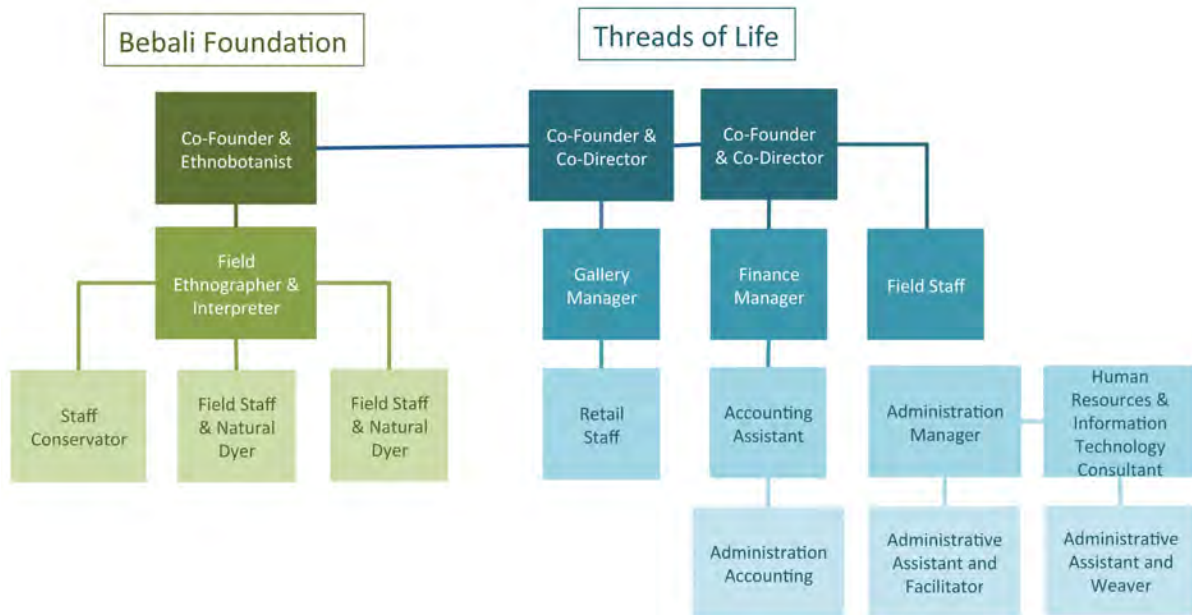 Bebali Foundation
Threads of Life
Co-Founder &
Ethnobotanist
Co-Founder &
Co-Director
Co-Founder
& Co-Director
Field
Ethnographer &
Interpreter
Gallery
Manager
Finance
Manager
Field Staff
Staff
Conservator
Field Staff
& Natural
Dyer
Field Staff
& Natural
Dyer
Retail
Staff
Accounting
Assistant
Administration
Manager
Human
Resources &
Information
Technology
Consultant
Administration
Accounting
Administrative
Assistant and
Facilitator
Administrative
Assistant and
Weaver